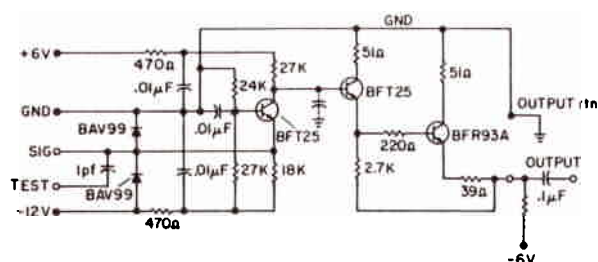 GND
+6V
470Ω
51Ω
27K
51Ω
.01µF
24K
BFT25
OUTPUT rtn
GND
BAV99
.01µF
BFT25
BFR93A
SIG
220Ω
OUTPUT
1pf
.01µF
27K
18K
2.7K
TEST
39Ω
.1µF
BAV99
-12V
470Ω
-6V